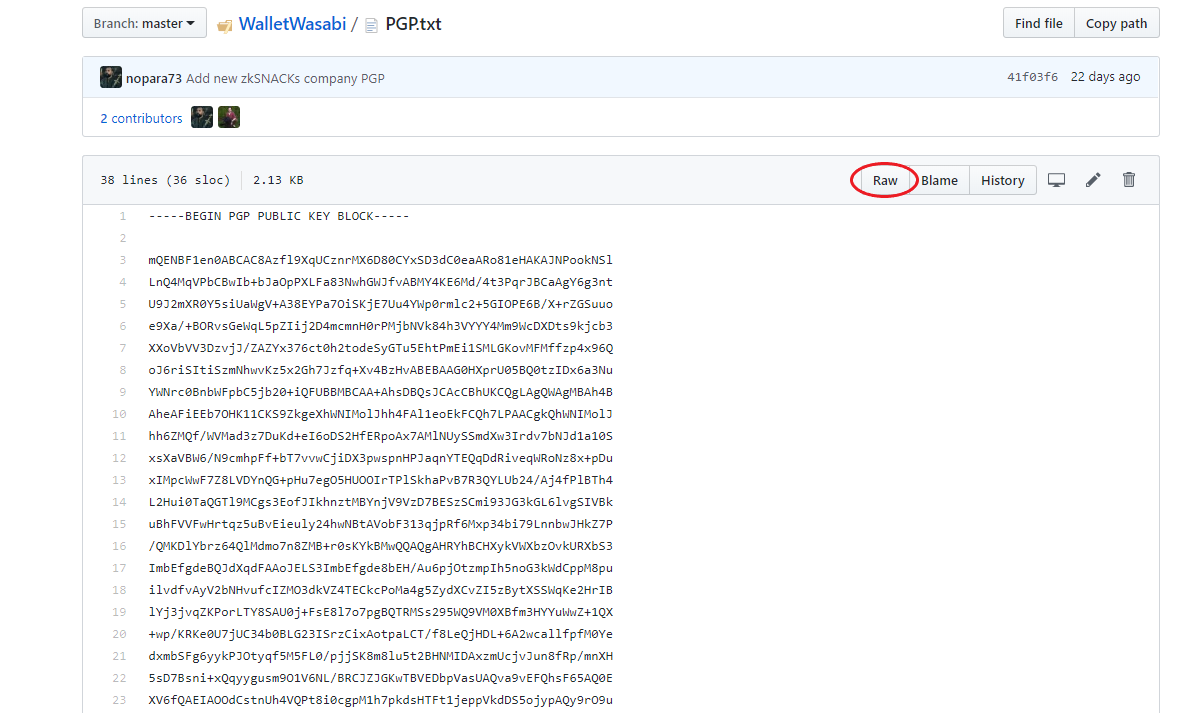 Branch: master
WalletWasabi / PGP.txt
Find file
Copy path
nopara73 Add new zkSNACKs company PGP
41f03f6 22 days ago
2 contributors
38 lines (36 sloc)
2.13 KB
Raw
Blame
History
1 -----BEGIN PGP PUBLIC KEY BLOCK-----
2
3 mQENBF1en0ABCAC8Azfl9XqUCznrMX6D80CYxSD3dC0eaARo81eHAKAJNPookNSl
4 LnQ4MqVPbCBwIb+bJaOpPXLFa83NwhGWJfvABMY4KE6Md/4t3PqrJBCaAgY6g3nt
5 U9J2mXR0Y5siUaWgV+A38EYPa7OiSKjE7Uu4YWp0rmlc2+5GIOPE6B/X+rZGSuuo
6 e9Xa/+BORvsGeWqL5pZIij2D4mcmnH0rPMjbNVk84h3VYYY4Mm9WcDXDts9kjcb3
7 XXoVbVV3DzvjJ/ZAZYx376ct0h2todeSyGTu5EhtPmEi1SMLGKovMFMffzp4x96Q
8 oJ6riSItiSzmNhwvKz5x2Gh7Jzfq+Xv4BzHvABEBAAG0HXprU05BQ0tzIDx6a3Nu
9 YWNrc0BnbWFpbC5jb20+iQFUBBMBCAA+AhsDBQsJCAcCBhUKCQgLAgQWAgMBAh4B
10 AheAFiEEb7OHK11CKS9ZkgeXhWNIMolJhh4FAl1eoEkFCQh7LPAACgkQhWNIMolJ
11 hh6ZMQf/WVMad3z7DuKd+eI6oDS2HfERpoAx7AMlNUySSmdXw3Irdv7bNJd1a10S
12 xsXaVBW6/N9cmhpFf+bT7vvwCjiDX3pwspnHPJaqnYTEQqDdRiveqWRoNz8x+pDu
13 xIMpcWwF7Z8LVDYnQG+pHu7egO5HUOOIrTPlSkhaPvB7R3QYLUb24/Aj4fPlBTh4
14 L2Hui0TaQGTl9MCgs3EofJIkhnztMBYnjV9VzD7BESzSCmi93JG3kGL6lvgSIVBk
15 uBhFVVFwHrtqz5uBvEieuly24hwNBtAVobF313qjpRf6Mxp34bi79LnnbwJHkZ7P
16 /QMKDlYbrz64QlMdmo7n8ZMB+r0sKYkBMwQQAQgAHRYhBCHXykVWXbzOvkURXbS3
17 ImbEfgdeBQJdXqdFAAoJELS3ImbEfgde8bEH/Au6pjOtzmpIh5noG3kWdCppM8pu
18 ilvdfvAyV2bNHvufcIZMO3dkVZ4TECkcPoMa4g5ZydXCvZI5zBytXSSWqKe2HrIB
19 lYj3jvqZKPorLTY8SAU0j+FsE8l7o7pgBQTRMSs295WQ9VM0XBfm3HYYuWwZ+1QX
20 +wp/KRKe0U7jUC34b0BLG23ISrzCixAotpaLCT/f8LeQjHDL+6A2wcallfpfM0Ye
21 dxmbSFg6yykPJOtyqf5M5FL0/pjjSK8m8lu5t2BHNMIDAxzmUcjvJun8fRp/mnXH
22 5sD7Bsni+xQqyygusm9O1V6NL/BRCJZJGKwTBVEDbpVasUAQva9vEFQhsF65AQ0E
23 XV6fQAEIAOOdCstnUh4VQPt8i0cgpM1h7pkdsHTFt1jeppVkdDS5ojypAQy9rO9u